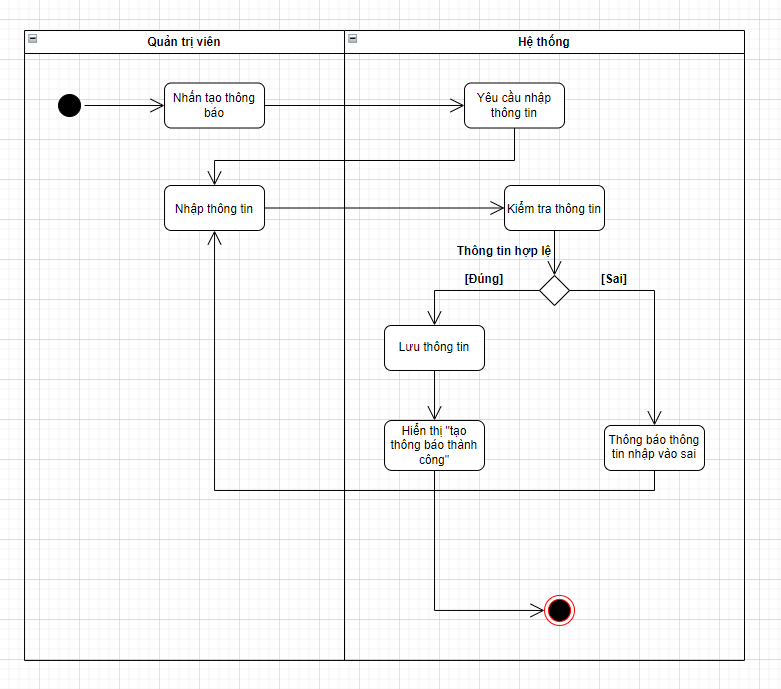 Quản trị viên
Hệ thống
Nhấn tạo thông
báo
Yêu cầu nhập
thông tin
Nhập thông tin
Kiểm tra thông tin
Thông tin hợp lệ
[Đúng]
[Sai]
Lưu thông tin
Hiển thị "tạo
thông báo thành
công"
Thông báo thông
tin nhập vào sai